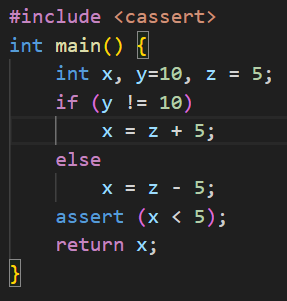 #include <cassert>
int main() {
    int x, y=10, z = 5;
    if (y != 10)
        x = z + 5;
    else
        x = z - 5;
    assert (x < 5);
    return x;
}